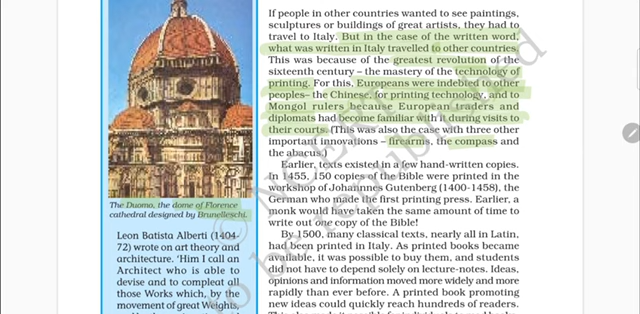 If people in other countries wanted to see paintings,
sculptures or buildings of great artists, they had to
travel to Italy. But in the case of the written word,
what was written in Italy travelled to other countries.
This was because of the greatest revolution of the
sixteenth century – the mastery of the technology of
printing. For this, Europeans were indebted to other
peoples– the Chinese, for printing technology, and to
Mongol rulers because European traders and
diplomats had become familiar with it during visits to
their courts. (This was also the case with three other
important innovations – firearms, the compass and
the abacus.)
Earlier, texts existed in a few hand-written copies.
In 1455, 150 copies of the Bible were printed in the
workshop of Johannes Gutenberg (1400-1458), the
German who made the first printing press. Earlier, a
monk would have taken the same amount of time to
write out one copy of the Bible!
By 1500, many classical texts, nearly all in Latin,
had been printed in Italy. As printed books became
available, it was possible to buy them, and students
did not have to depend solely on lecture-notes. Ideas,
opinions and information moved more widely and more
rapidly than ever before. A printed book promoting
new ideas could quickly reach hundreds of readers.
The Duomo, the dome of Florence
cathedral designed by Brunelleschi.
Leon Batista Alberti (1404-
72) wrote on art theory and
architecture. 'Him I call an
Architect who is able to
devise and to compleat all
those Works which, by the
movement of great Weights,
© NCERT
to be republished